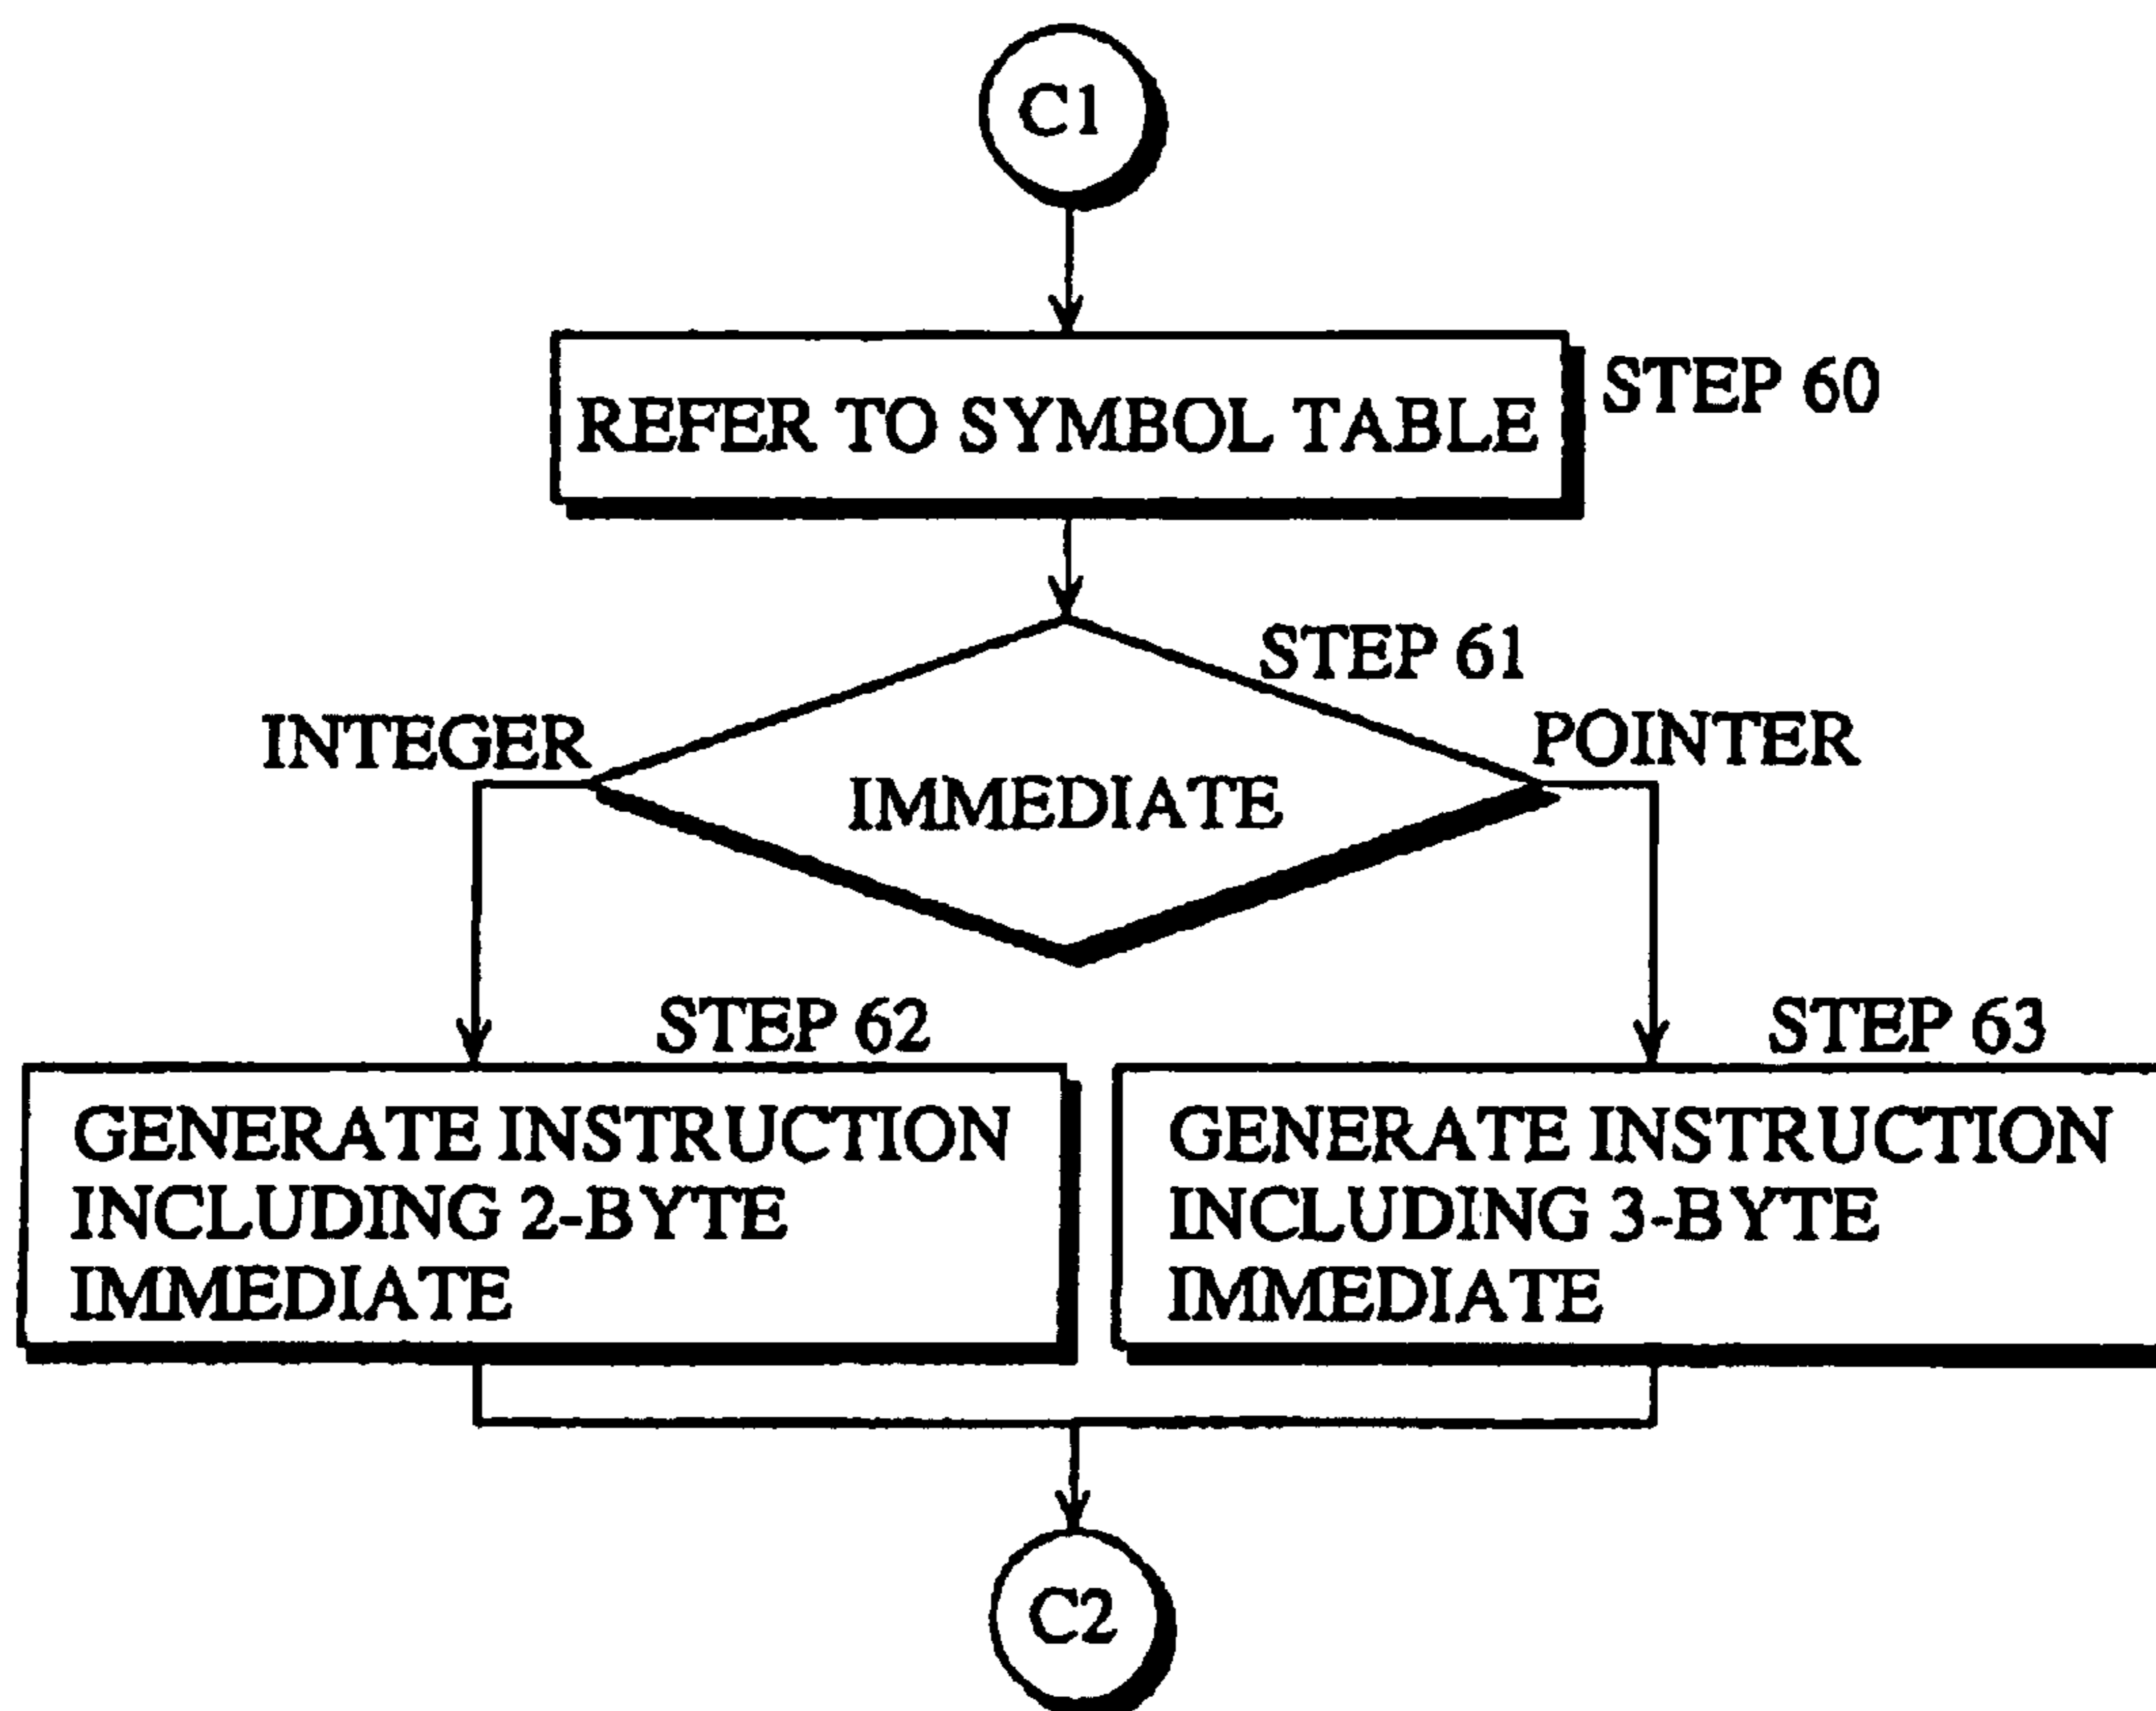 C1
REFER TO SYMBOL TABLE
STEP 60
STEP 61
INTEGER
POINTER
IMMEDIATE
STEP 62
GENERATE INSTRUCTION
INCLUDING 2-BYTE
IMMEDIATE
STEP 63
GENERATE INSTRUCTION
INCLUDING 3-BYTE
IMMEDIATE
C2